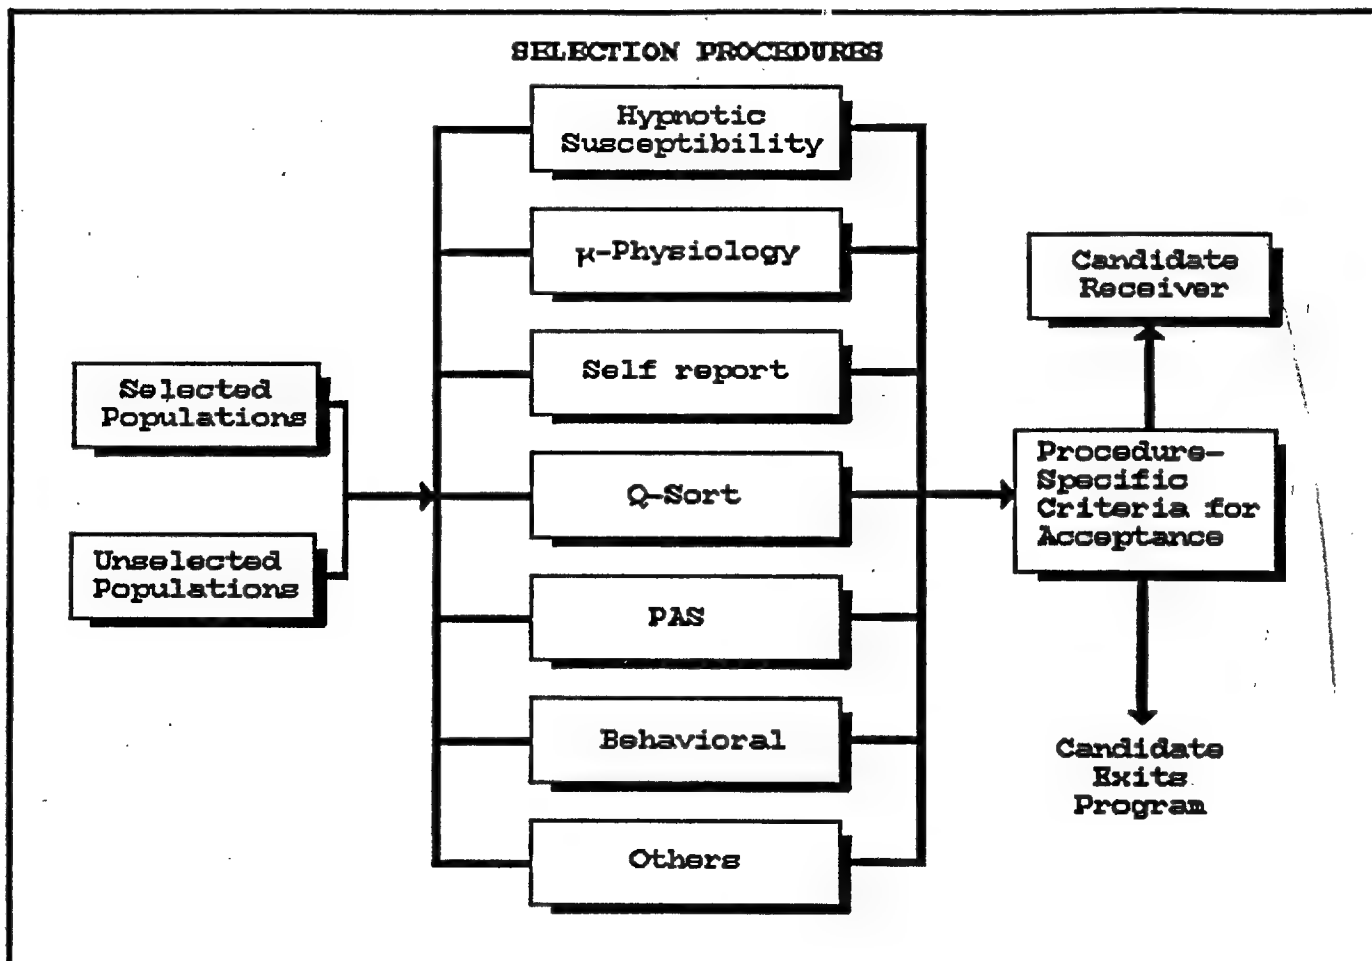 SELECTION PROCEDURES
Hypnotic
Susceptibility
μ-Physiology
Self report
Q-Sort
PAS
Behavioral
Others
Selected
Populations
Unselected
Populations
Candidate
Receiver
Procedure-
Specific
Criteria for
Acceptance
Candidate
Exits
Program